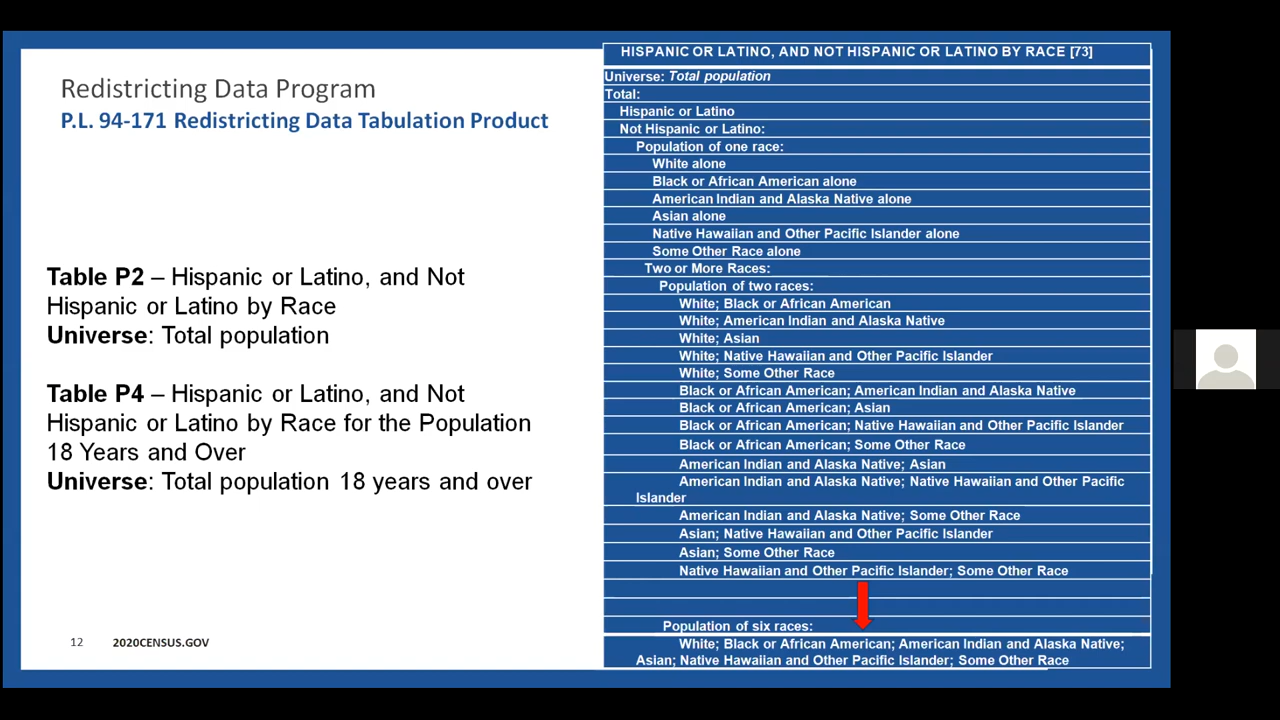 Redistricting Data Program
P.L. 94-171 Redistricting Data Tabulation Product
Table P2 – Hispanic or Latino, and Not
Hispanic or Latino by Race
Universe: Total population
Table P4 – Hispanic or Latino, and Not
Hispanic or Latino by Race for the Population
18 Years and Over
Universe: Total population 18 years and over
12 2020CENSUS.GOV
HISPANIC OR LATINO, AND NOT HISPANIC OR LATINO BY RACE [73]
Universe: Total population
Total:
Hispanic or Latino
Not Hispanic or Latino:
Population of one race:
White alone
Black or African American alone
American Indian and Alaska Native alone
Asian alone
Native Hawaiian and Other Pacific Islander alone
Some Other Race alone
Two or More Races:
Population of two races:
White; Black or African American
White; American Indian and Alaska Native
White; Asian
White; Native Hawaiian and Other Pacific Islander
White; Some Other Race
Black or African American; American Indian and Alaska Native
Black or African American; Asian
Black or African American; Native Hawaiian and Other Pacific Islander
Black or African American; Some Other Race
American Indian and Alaska Native; Asian
American Indian and Alaska Native; Native Hawaiian and Other Pacific
Islander
American Indian and Alaska Native; Some Other Race
Asian; Native Hawaiian and Other Pacific Islander
Asian; Some Other Race
Native Hawaiian and Other Pacific Islander; Some Other Race
Population of six races:
White; Black or African American; American Indian and Alaska Native;
Asian; Native Hawaiian and Other Pacific Islander; Some Other Race